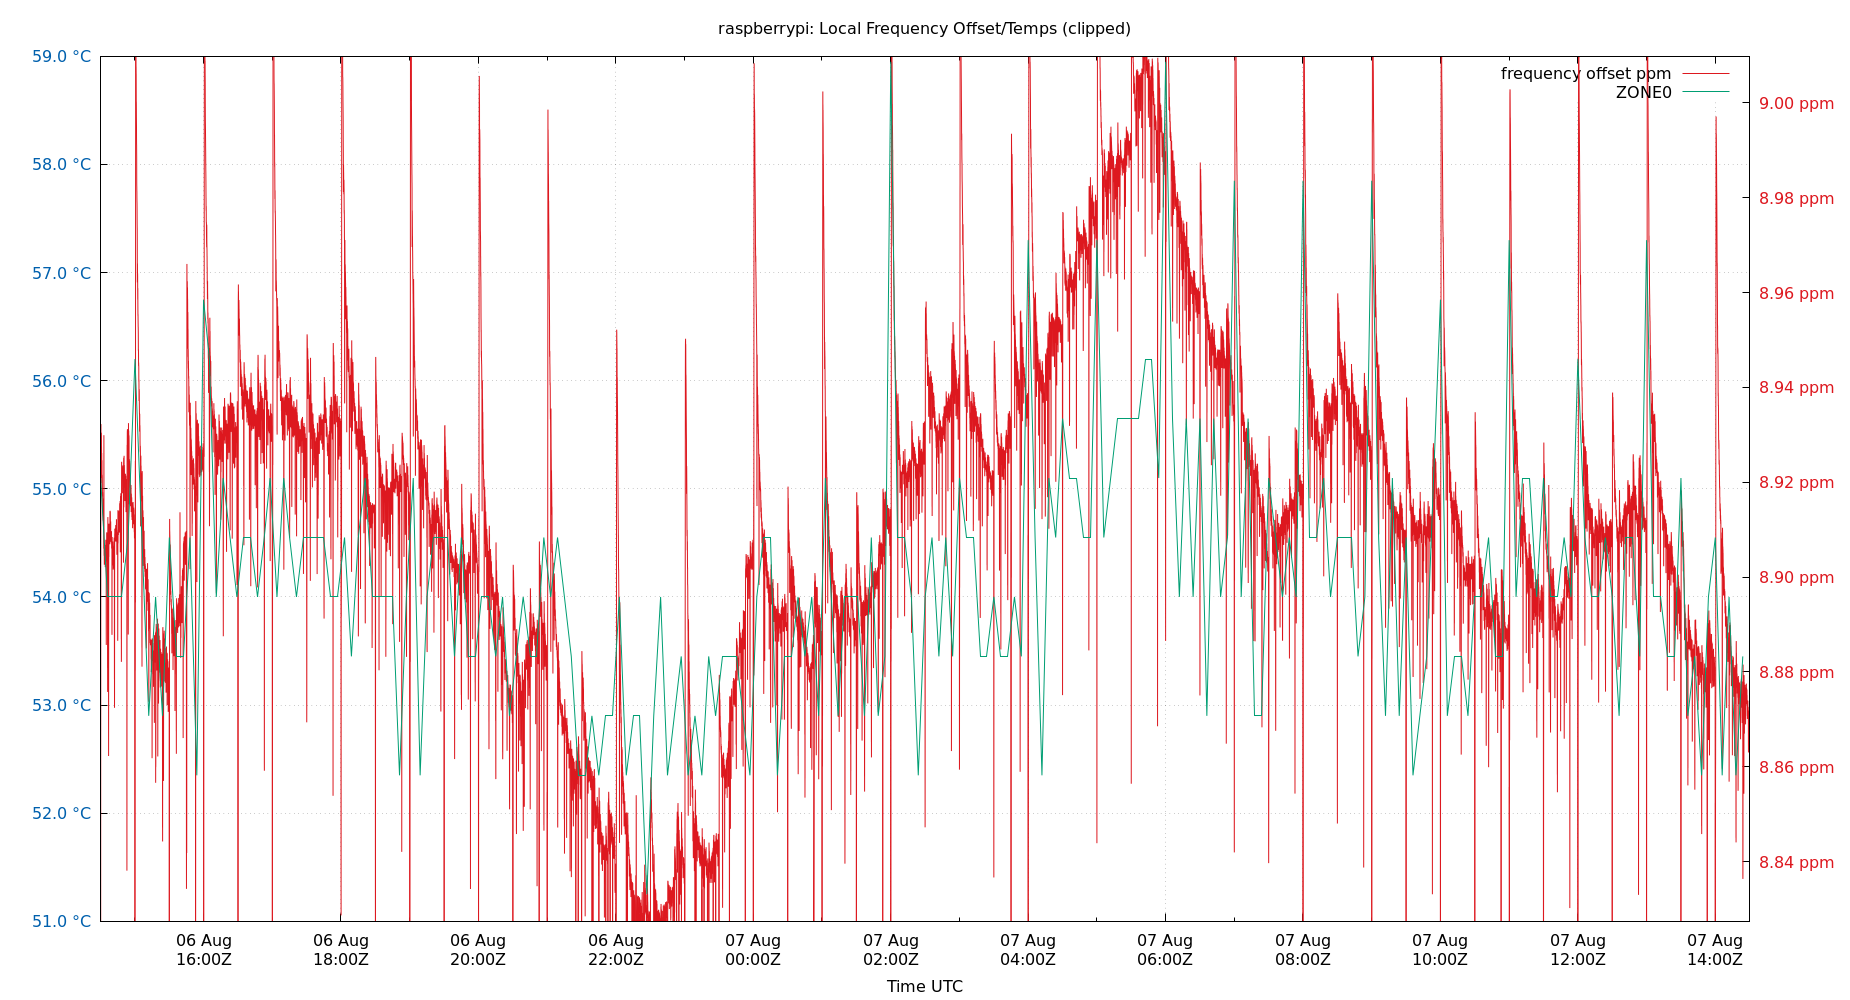 raspberrypi: Local Frequency Offset/Temps (clipped)
59.0 °C
58.0 °C
57.0 °C
56.0 °C
55.0 °C
54.0 °C
53.0 °C
52.0 °C
51.0 °C
frequency offset ppm
ZONE0
9.00 ppm
8.98 ppm
8.96 ppm
8.94 ppm
8.92 ppm
8.90 ppm
8.88 ppm
8.86 ppm
8.84 ppm
06 Aug 06 Aug 06 Aug 06 Aug 07 Aug 07 Aug 07 Aug 07 Aug 07 Aug 07 Aug 07 Aug 07 Aug
16:00Z 18:00Z 20:00Z 22:00Z 00:00Z 02:00Z 04:00Z 06:00Z 08:00Z 10:00Z 12:00Z 14:00Z
Time UTC